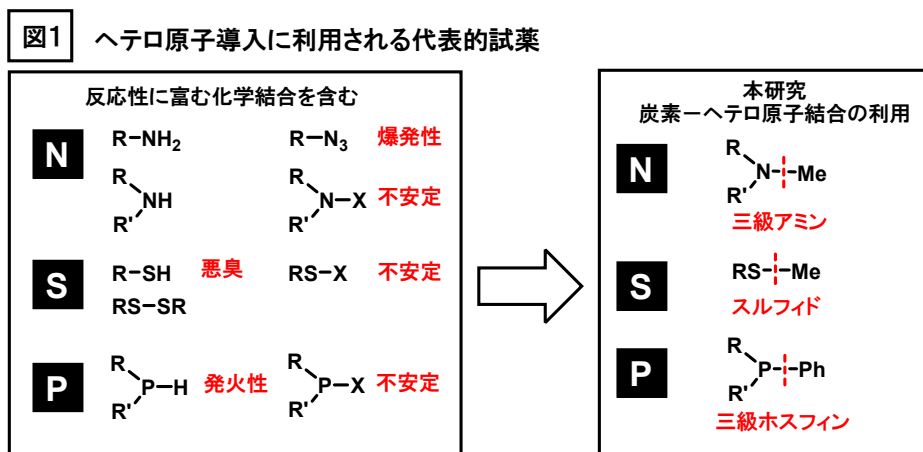 図1 ヘテロ原子導入に利用される代表的試薬
反応性に富む化学結合を含む
N
R-NH2
R-N3 爆発性
R
R'
NH
R
R'
N-X 不安定
S
R-SH 悪臭
RS-X 不安定
RS-SR
P
R
R'
P-H 発火性
R
R'
P-X 不安定
本研究
炭素ーヘテロ原子結合の利用
N
R
R'
N-Me
三級アミン
S
RS-Me
スルフィド
P
R
R'
P-Ph
三級ホスフィン